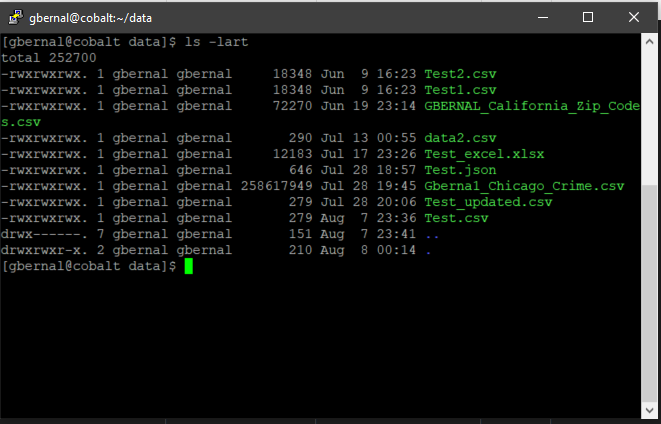 gbernal@cobalt:~/data
[gbernal@cobalt data]$ ls -lart
total 252700
-rwxrwxrwx. 1 gbernal gbernal     18348 Jun  9 16:23 Test2.csv
-rwxrwxrwx. 1 gbernal gbernal     18348 Jun  9 16:23 Test1.csv
-rwxrwxrwx. 1 gbernal gbernal     72270 Jun 19 23:14 GBERNAL_California_Zip_Code
s.csv
-rwxrwxrwx. 1 gbernal gbernal       290 Jul 13 00:55 data2.csv
-rwxrwxrwx. 1 gbernal gbernal     12183 Jul 17 23:26 Test_excel.xlsx
-rwxrwxrwx. 1 gbernal gbernal       646 Jul 28 18:57 Test.json
-rwxrwxrwx. 1 gbernal gbernal 258617949 Jul 28 19:45 Gberna1_Chicago_Crime.csv
-rwxrwxrwx. 1 gbernal gbernal       279 Jul 28 20:06 Test_updated.csv
-rwxrwxrwx. 1 gbernal gbernal       279 Aug  7 23:36 Test.csv
drwx------. 7 gbernal gbernal       151 Aug  7 23:41 ..
drwxrwxr-x. 2 gbernal gbernal       210 Aug  8 00:14 .
[gbernal@cobalt data]$